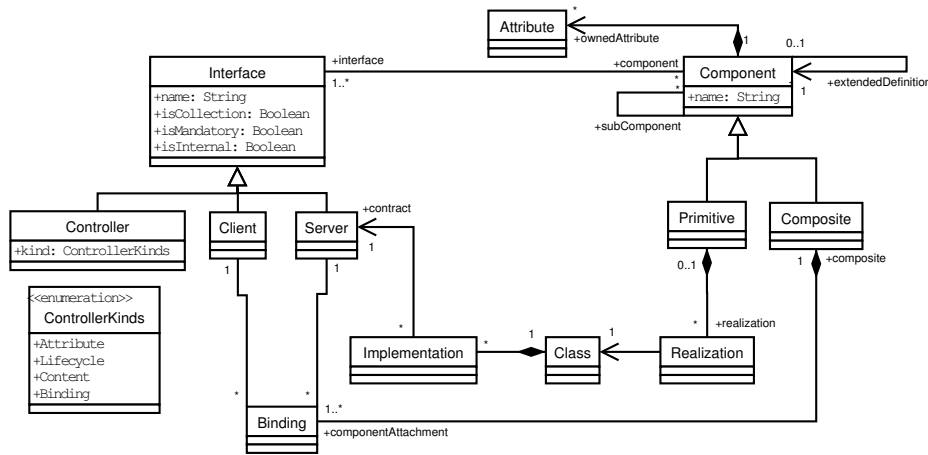 *
Attribute
+ownedAttribute
1
0..1
Interface
+name: String
+isCollection: Boolean
+isMandatory: Boolean
+isInternal: Boolean
+interface
1..*
+component
*
*
Component
+name: String
1
+extendedDefinition
+subComponent
Controller
+kind: ControllerKinds
Client
1
Server
1
+contract
1
Primitive
0..1
Composite
1
+composite
<<enumeration>>
ControllerKinds
+Attribute
+Lifecycle
+Content
+Binding
*
Implementation
*
1
Class
1
*
+realization
Realization
*
*
Binding
1..*
+componentAttachment